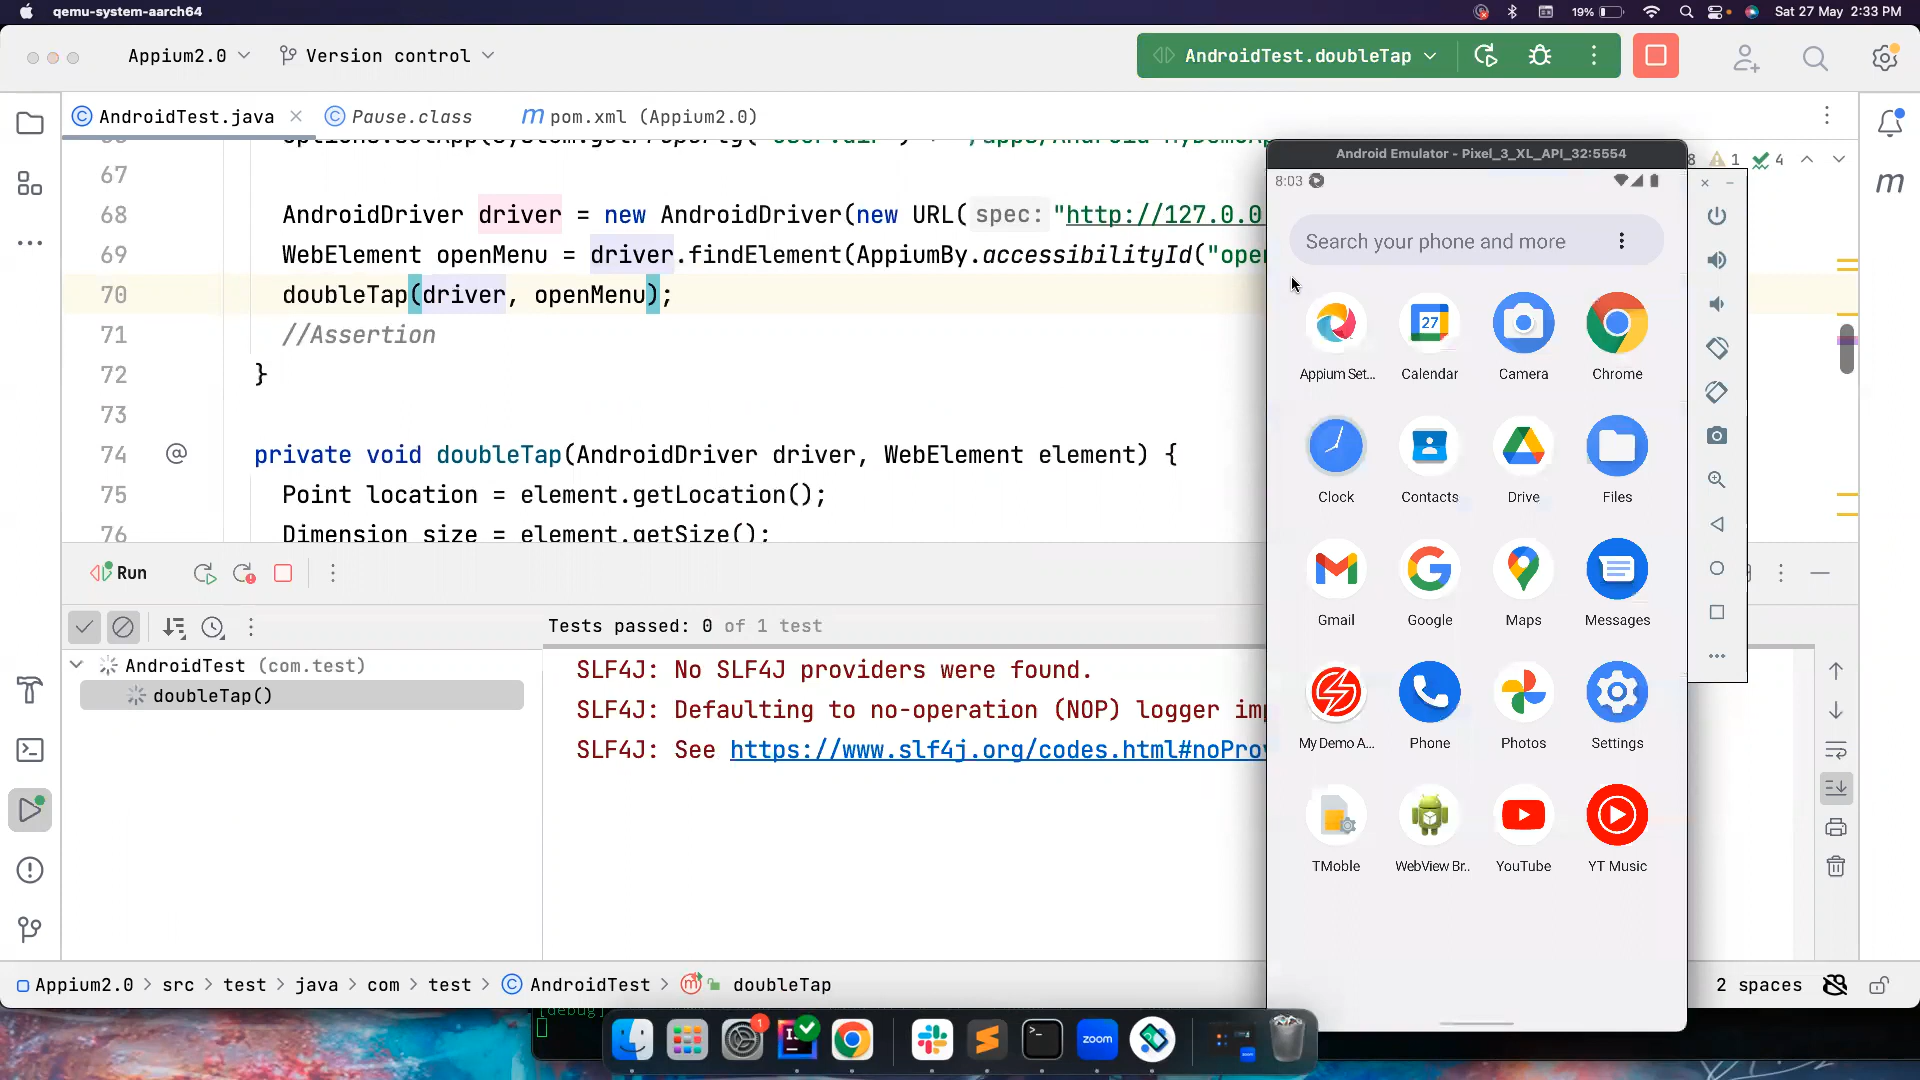 qemu-system-aarch64
19%
Sat 27 May 2:33 PM
Appium2.0
Version control
AndroidTest.doubleTap
AndroidTest.java
Pause.class
pom.xml (Appium2.0)
67
68 AndroidDriver driver = new AndroidDriver(new URL( spec: "http://127.0.0
69 WebElement openMenu = driver.findElement(AppiumBy.accessibilityId("ope
70 doubleTap(driver, openMenu);
71 //Assertion
72 }
73
74 @ private void doubleTap(AndroidDriver driver, WebElement element) {
75 Point location = element.getLocation();
76 Dimension size = element.getSize();
8 1 4
Run
Tests passed: 0 of 1 test
AndroidTest (com.test)
doubleTap()
SLF4J: No SLF4J providers were found.
SLF4J: Defaulting to no-operation (NOP) logger
SLF4J: See https://www.slf4j.org/codes.html#noPro
Android Emulator - Pixel_3_XL_API_32:5554
8:03
Search your phone and more
27
Appium Set... Calendar Camera Chrome
Clock Contacts Drive Files
Gmail Google Maps Messages
My Demo A... Phone Photos Settings
TMoble WebView Br.. YouTube YT Music
Appium2.0 > src > test > java > com > test > AndroidTest > doubleTap
2 spaces
[debug]
1
zoom